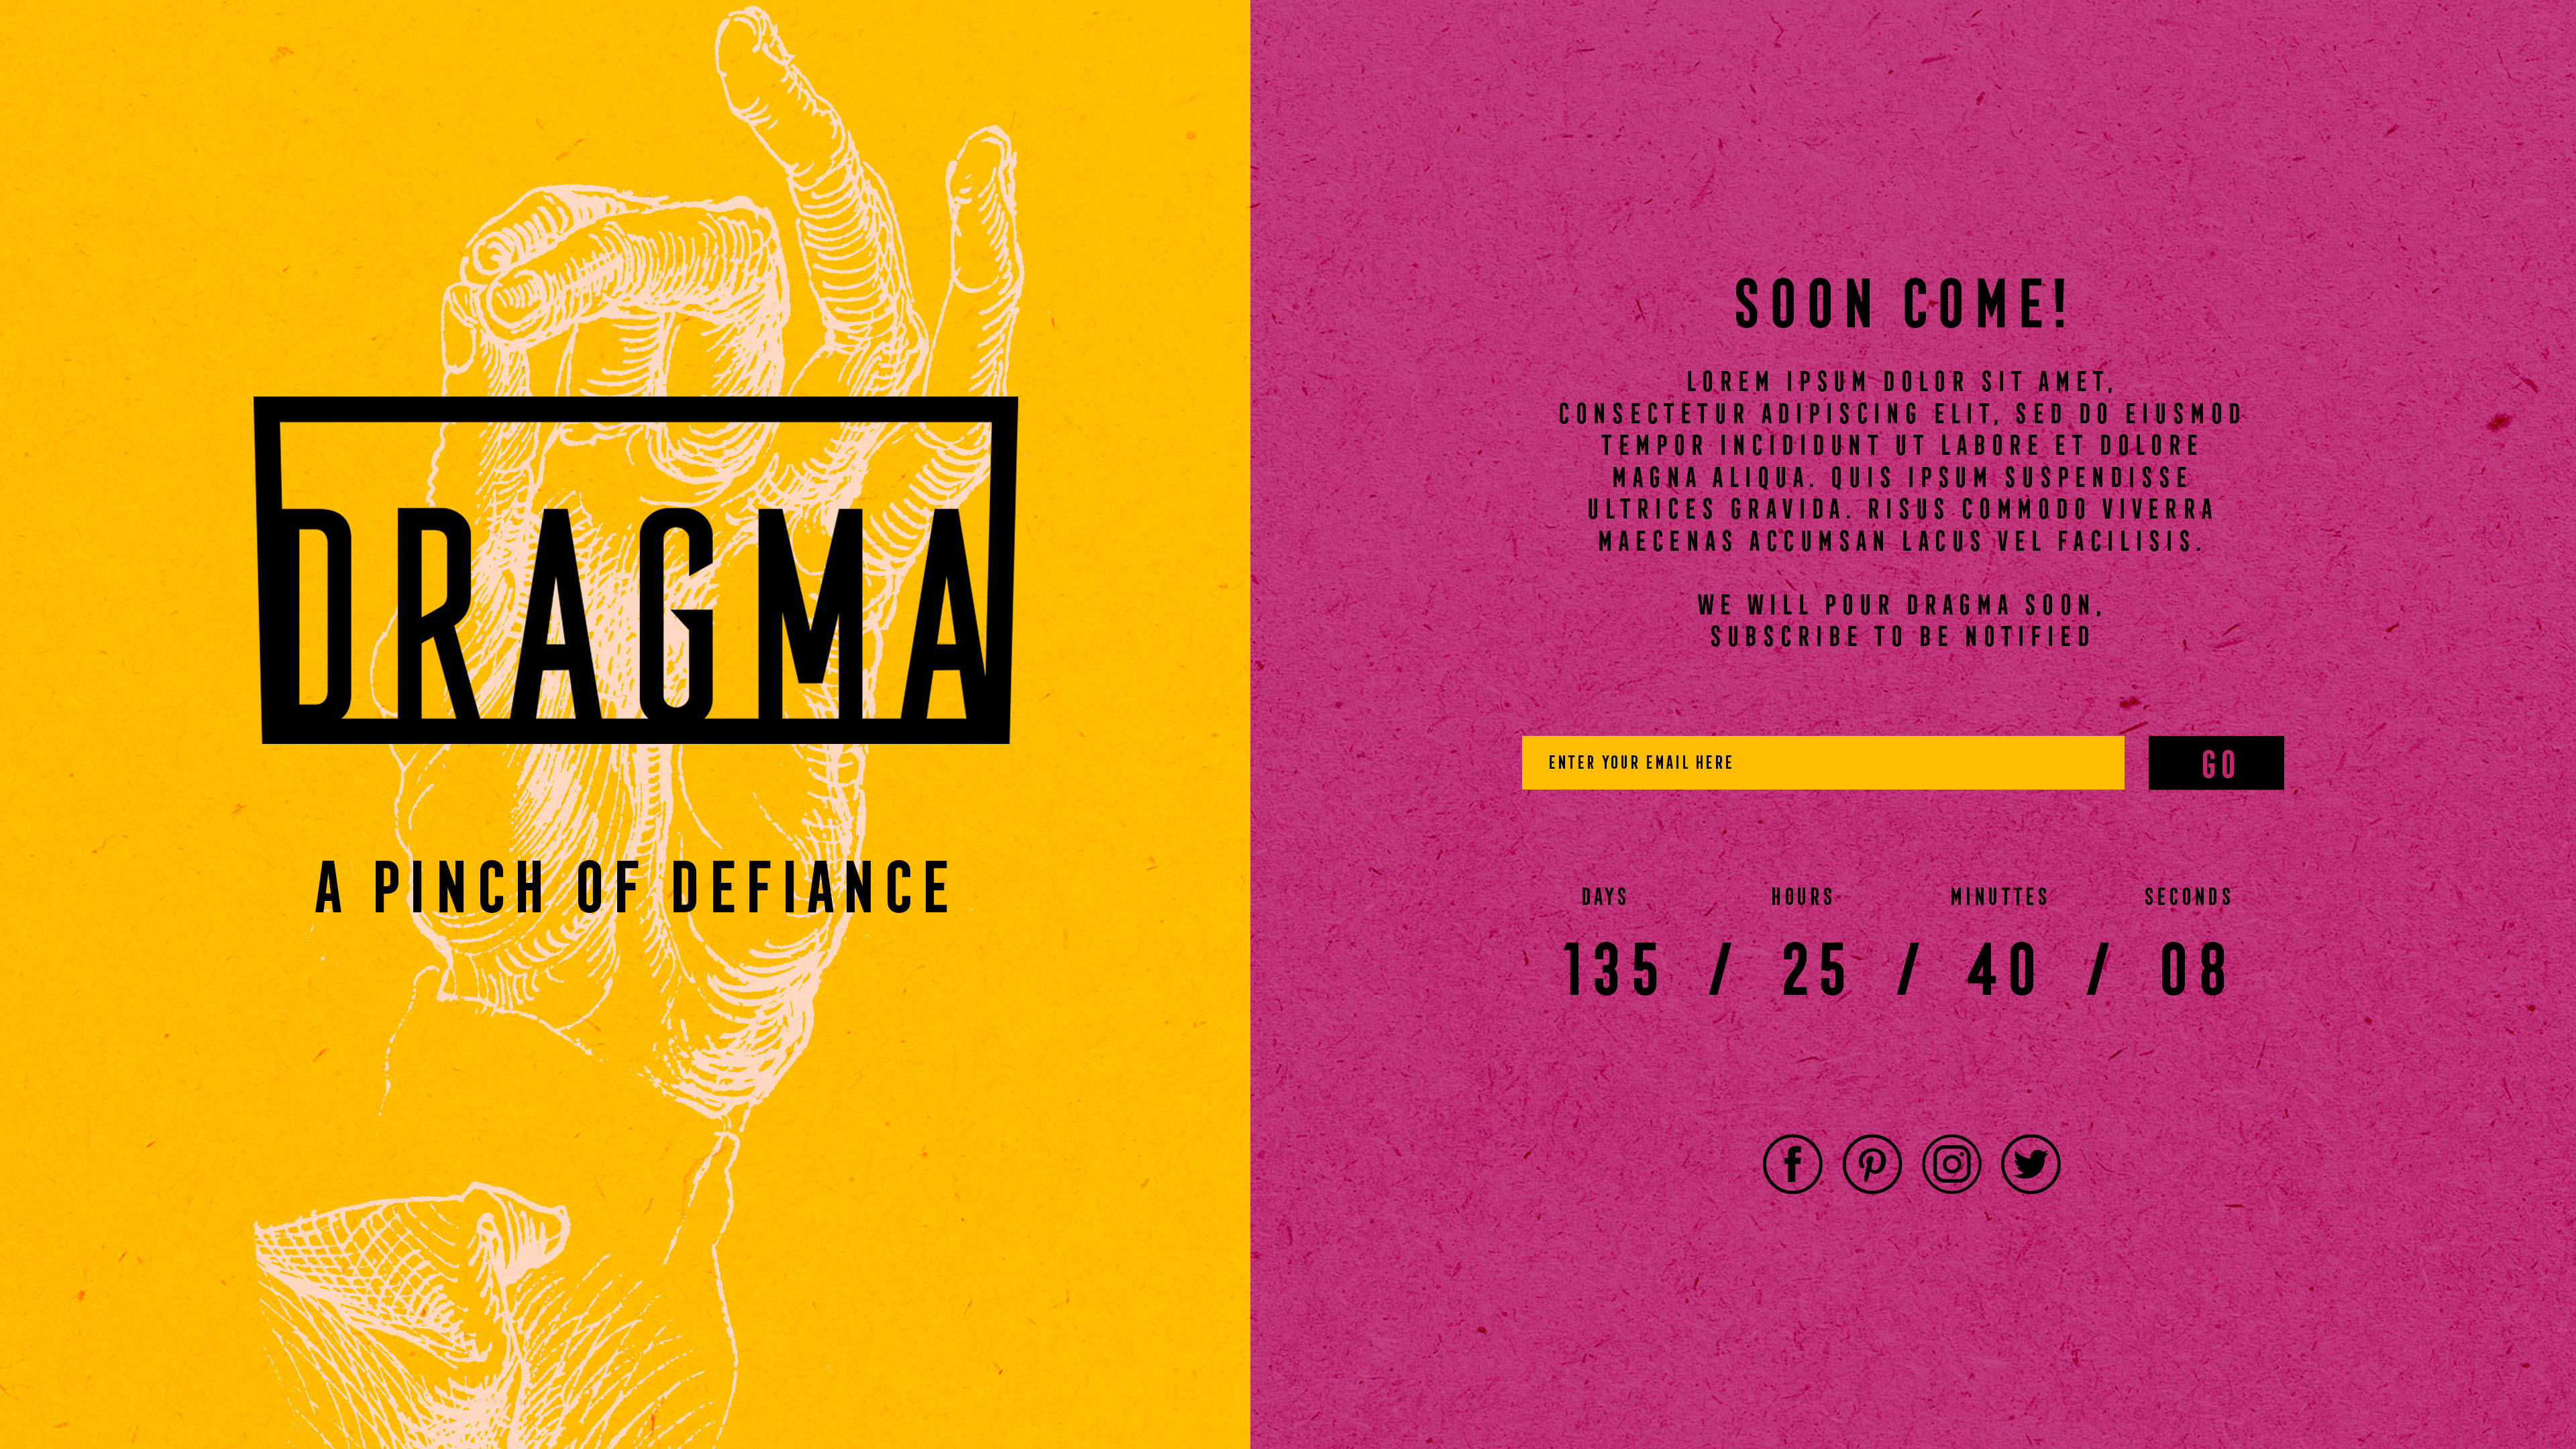 DRAGMA
A PINCH OF DEFIANCE
SOON COME!
LOREM IPSUM DOLOR SIT AMET,
CONSECTETUR ADIPISCING ELIT, SED DO EIUSMOD
TEMPOR INCIDIDUNT UT LABORE ET DOLORE
MAGNA ALIQUA. QUIS IPSUM SUSPENDISSE
ULTRICES GRAVIDA. RISUS COMMODO VIVERRA
MAECENAS ACCUMSAN LACUS VEL FACILISIS.
WE WILL POUR DRAGMA SOON,
SUBSCRIBE TO BE NOTIFIED
ENTER YOUR EMAIL HERE GO
DAYS HOURS MINUTTES SECONDS
135 / 25 / 40 / 08